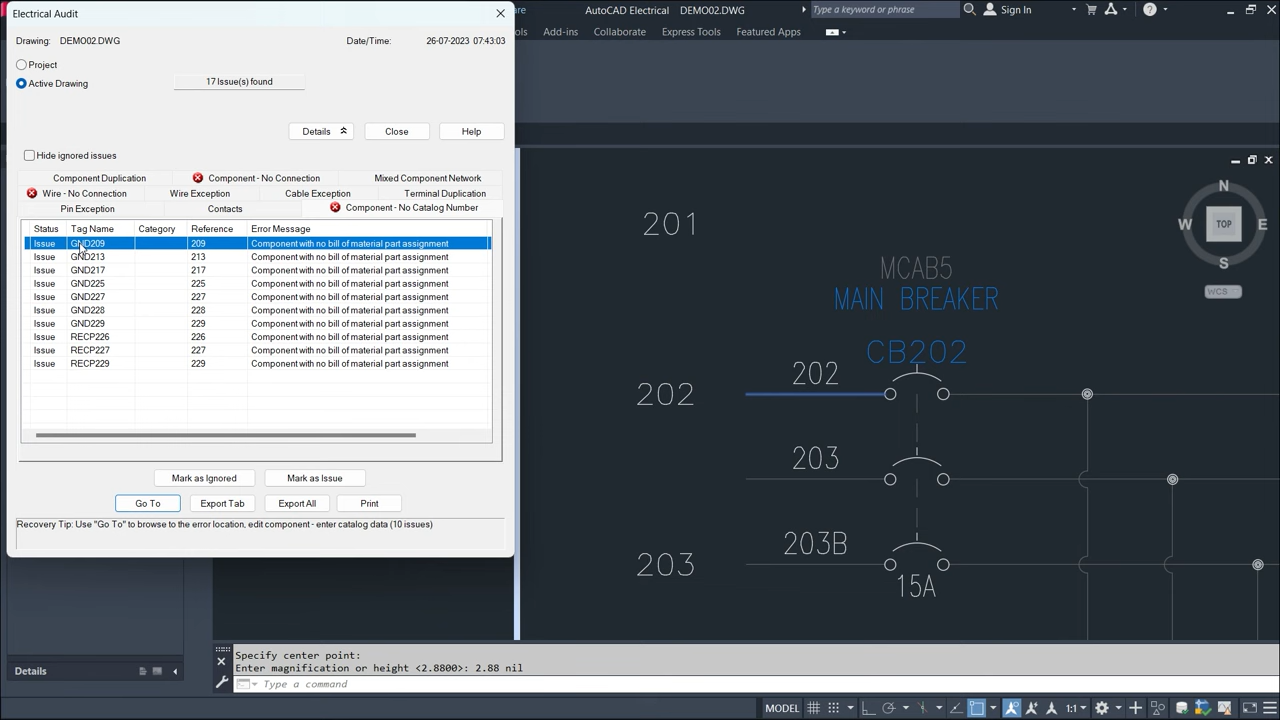 Electrical Audit
Drawing: DEMO02.DWG
Date/Time: 26-07-2023 07:43:03
Project
Active Drawing
17 Issue(s) found
Details
Close
Help
Hide ignored issues
Component Duplication
Component - No Connection
Mixed Component Network
Wire - No Connection
Wire Exception
Cable Exception
Terminal Duplication
Pin Exception
Contacts
Component - No Catalog Number
Status Tag Name Category Reference Error Message
Issue GND209 209 Component with no bill of material part assignment
Issue GND213 213 Component with no bill of material part assignment
Issue GND217 217 Component with no bill of material part assignment
Issue GND225 225 Component with no bill of material part assignment
Issue GND227 227 Component with no bill of material part assignment
Issue GND228 228 Component with no bill of material part assignment
Issue GND229 229 Component with no bill of material part assignment
Issue RECP226 226 Component with no bill of material part assignment
Issue RECP227 227 Component with no bill of material part assignment
Issue RECP229 229 Component with no bill of material part assignment
Mark as Ignored
Mark as Issue
Go To
Export Tab
Export All
Print
Recovery Tip: Use "Go To" to browse to the error location, edit component - enter catalog data (10 issues)
Share
AutoCAD Electrical DEMO02.DWG
Type a keyword or phrase
Sign In
Add-ins
Collaborate
Express Tools
Featured Apps
N
W
TOP
E
S
WCS
201
MCAB5
MAIN BREAKER
CB202
202
202
203
203B
203
15A
Details
Specify center point:
Enter magnification or height <2.8800>: 2.88 nil
Type a command
MODEL
1:1